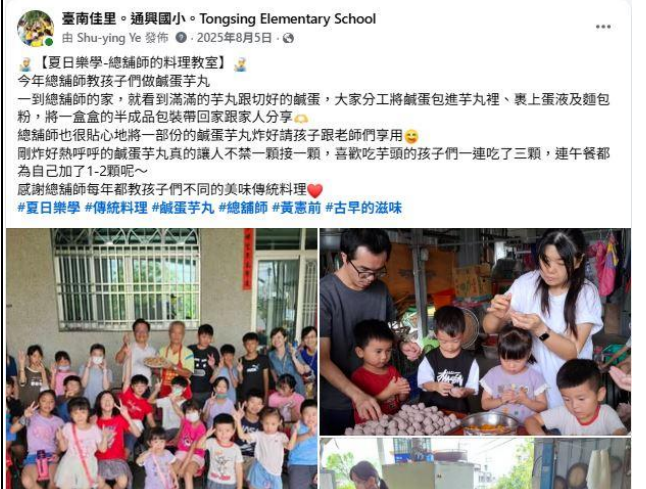 臺南佳里。通興國小。Tongsing Elementary School
由 Shu-ying Ye 發佈 · 2025年8月5日 ·
【夏日樂學-總舖師的料理教室】
今年總舖師教孩子們做鹹蛋芋丸
一到總舖師的家，就看到滿滿的芋丸跟切好的鹹蛋，大家分工將鹹蛋包進芋丸裡、裹上蛋液及麵包
粉，將一盒盒的半成品包裝帶回家跟家人分享🫶
總舖師也很貼心地將一部份的鹹蛋芋丸炸好請孩子跟老師們享用😄
剛炸好熱呼呼的鹹蛋芋丸真的讓人不禁一顆接一顆，喜歡吃芋頭的孩子們一連吃了三顆，連午餐都
為自己加了1-2顆呢～
感謝總舖師每年都教孩子們不同的美味傳統料理❤️
#夏日樂學 #傳統料理 #鹹蛋芋丸 #總舖師 #黃憲前 #古早的滋味